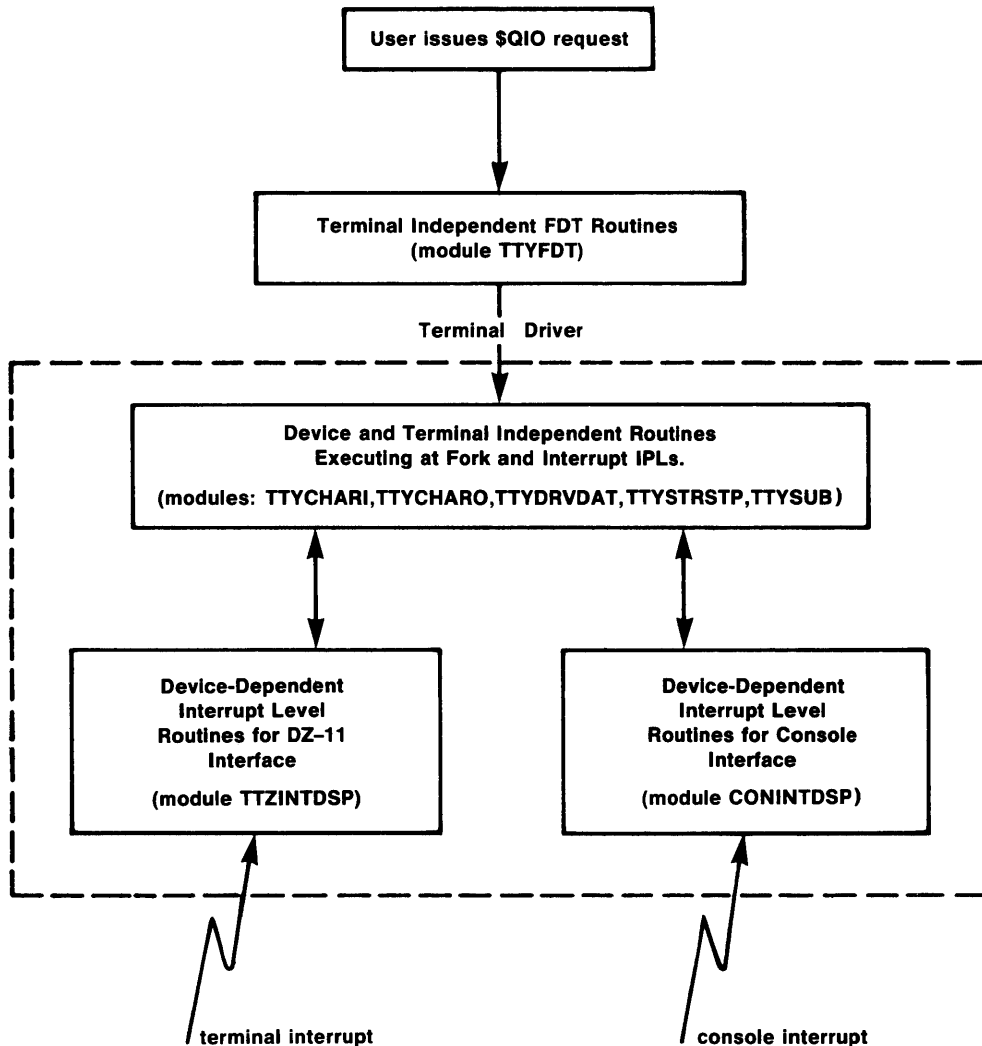 User issues $QIO request
Terminal Independent FDT Routines
(module TTYFDT)
Terminal Driver
Device and Terminal Independent Routines
Executing at Fork and Interrupt IPLs.
(modules: TTYCHARI,TTYCHARO,TTYDRVDAT,TTYSTRSTP,TTYSUB)
Device-Dependent
Interrupt Level
Routines for DZ-11
Interface
(module TTZINTDSP)
Device-Dependent
Interrupt Level
Routines for Console
Interface
(module CONINTDSP)
terminal interrupt
console interrupt